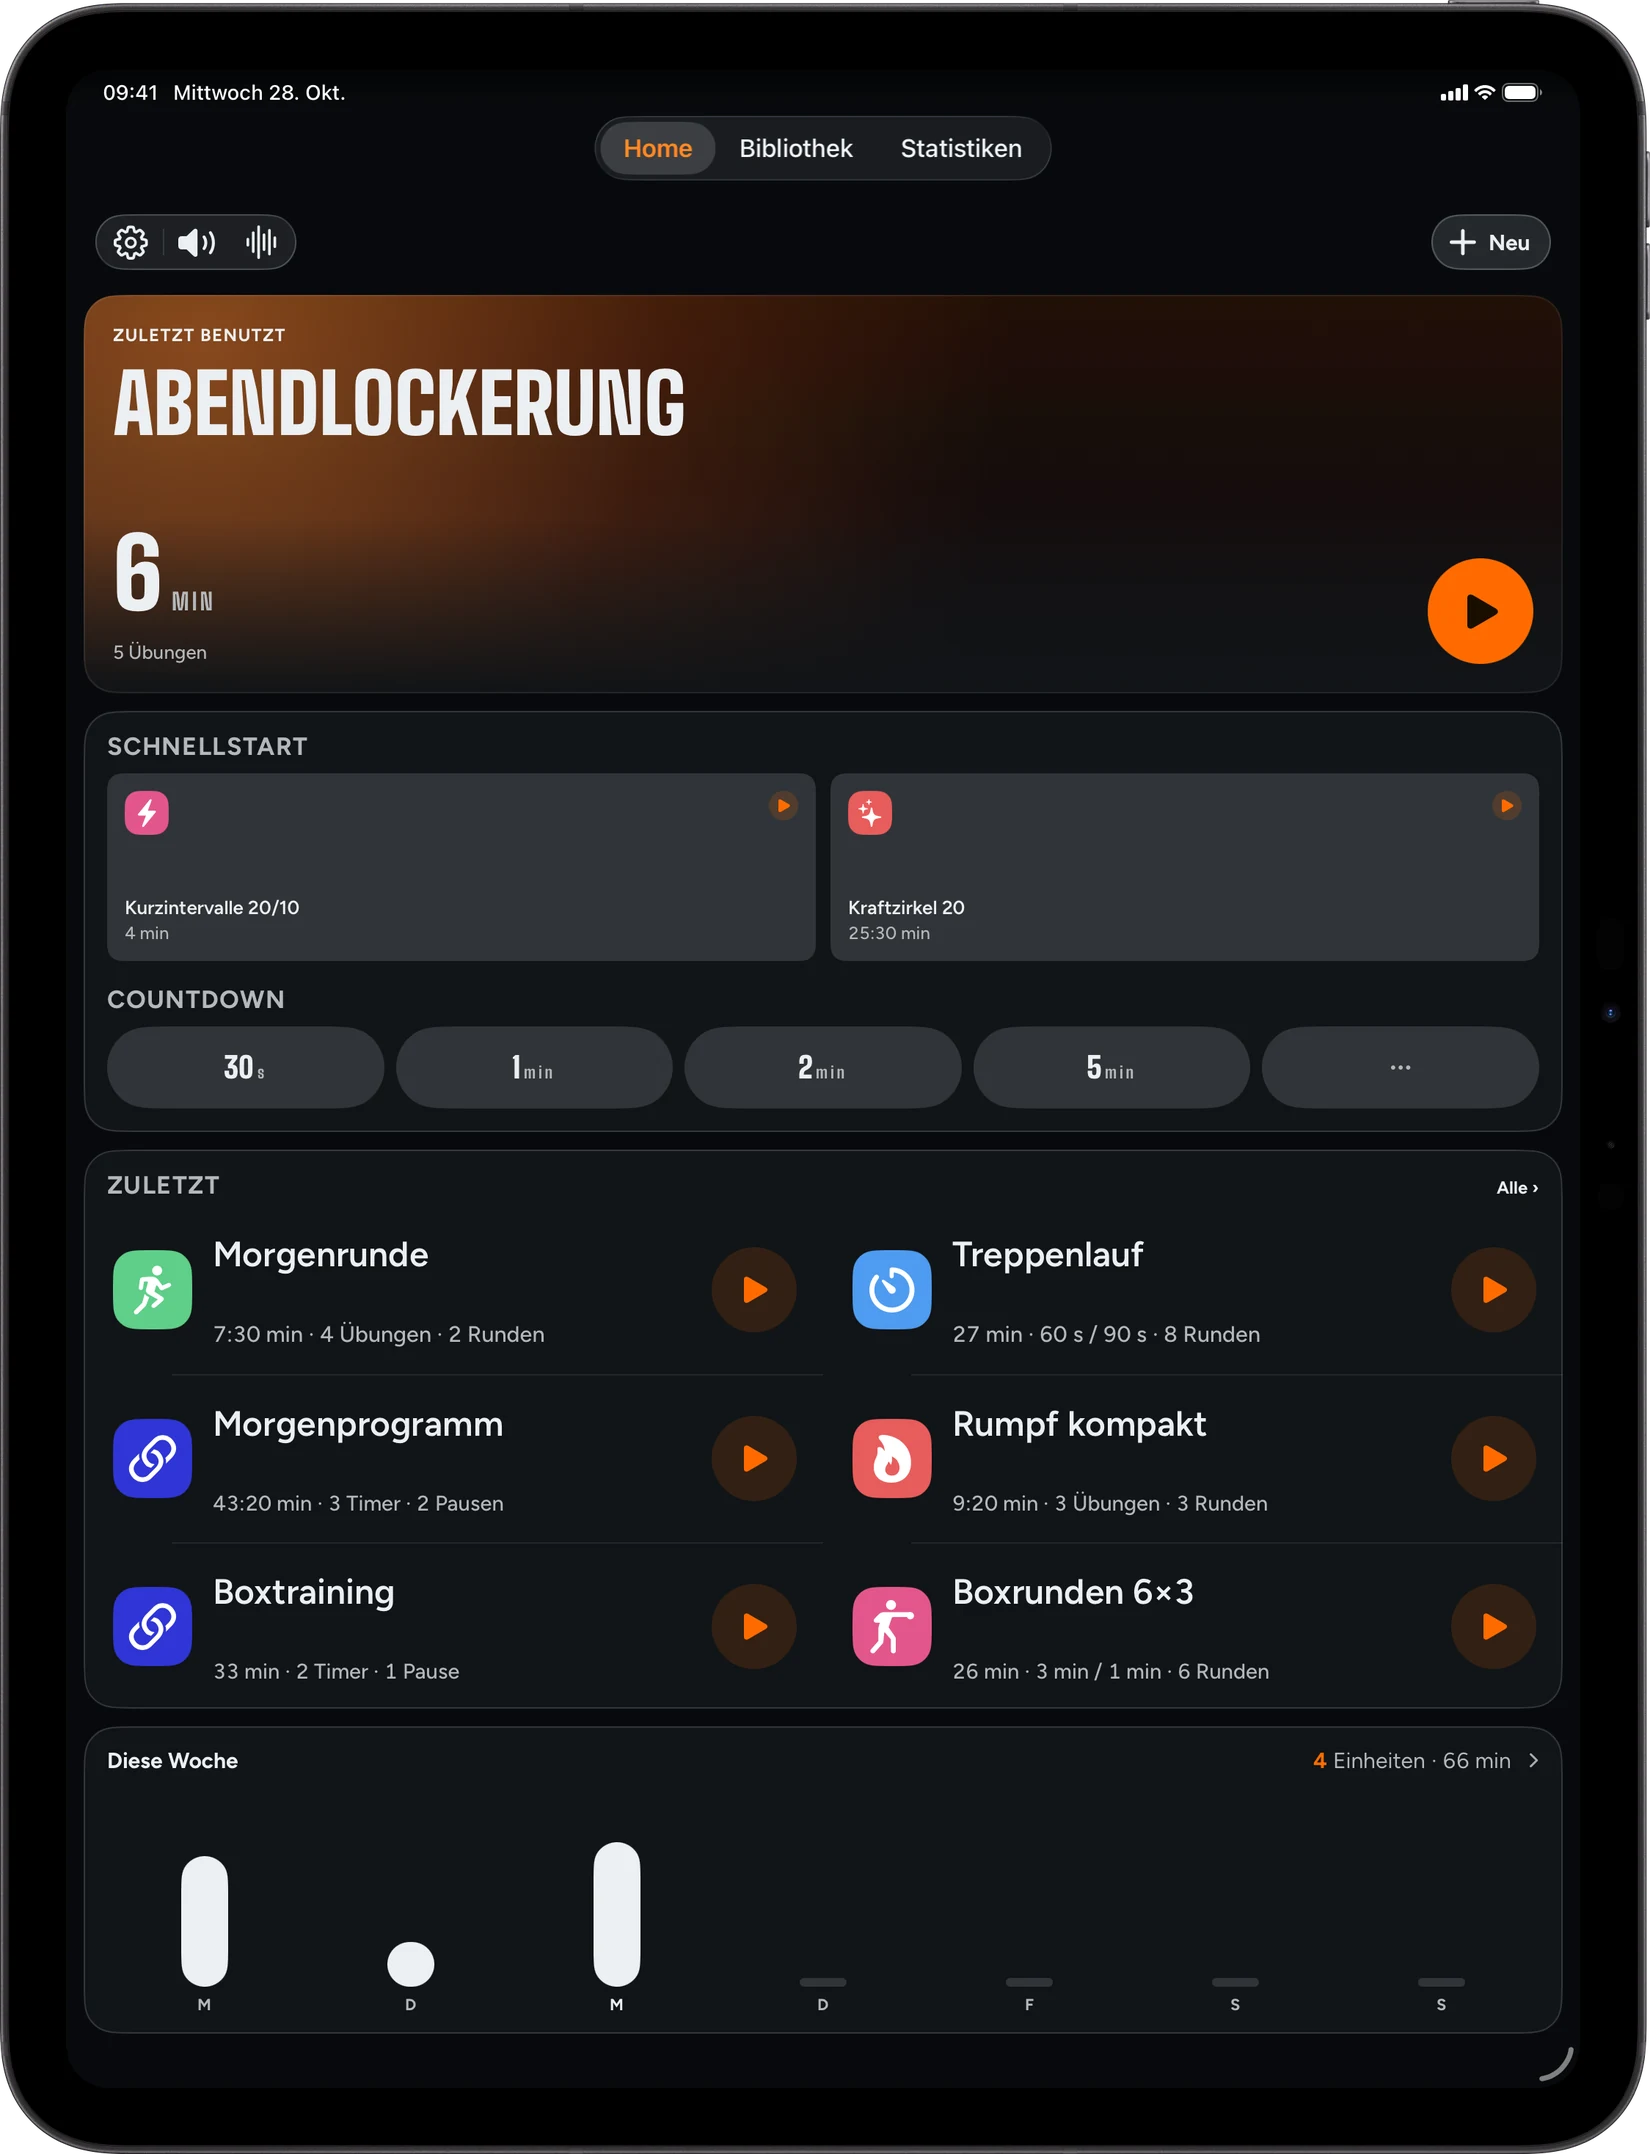 09:41 Mittwoch 28. Okt.
Home Bibliothek Statistiken
Neu
ZULETZT BENUTZT
ABENDLOCKERUNG
6 MIN
5 Übungen
SCHNELLSTART
Kurzintervalle 20/10
4 min
Kraftzirkel 20
25:30 min
COUNTDOWN
30 s 1 min 2 min 5 min ...
ZULETZT
Alle ›
Morgenrunde
7:30 min · 4 Übungen · 2 Runden
Treppenlauf
27 min · 60 s / 90 s · 8 Runden
Morgenprogramm
43:20 min · 3 Timer · 2 Pausen
Rumpf kompakt
9:20 min · 3 Übungen · 3 Runden
Boxtraining
33 min · 2 Timer · 1 Pause
Boxrunden 6×3
26 min · 3 min / 1 min · 6 Runden
Diese Woche
4 Einheiten · 66 min
M D M D F S S